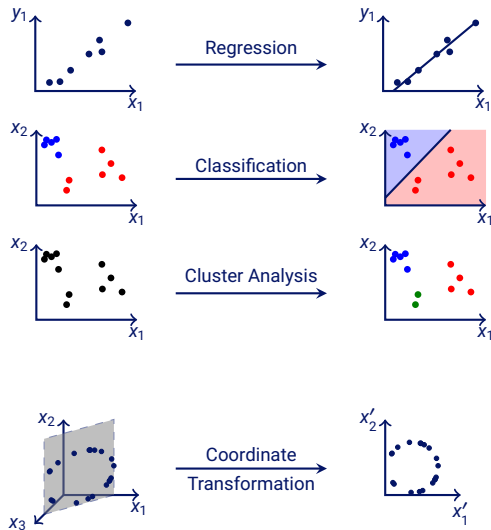 y₁
Regression
x₁
y₁
x₁
x₂
Classification
x₁
x₂
x₁
x₂
Cluster Analysis
x₁
x₂
x₁
x₂
x₃
x₁
Coordinate
Transformation
x′₂
x′₁